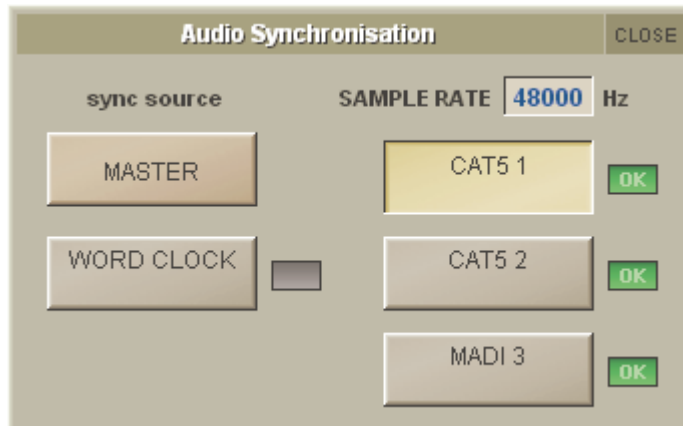 Audio Synchronisation
CLOSE
sync source
SAMPLE RATE 48000 Hz
MASTER
CAT5 1
OK
WORD CLOCK
CAT5 2
OK
MADI 3
OK